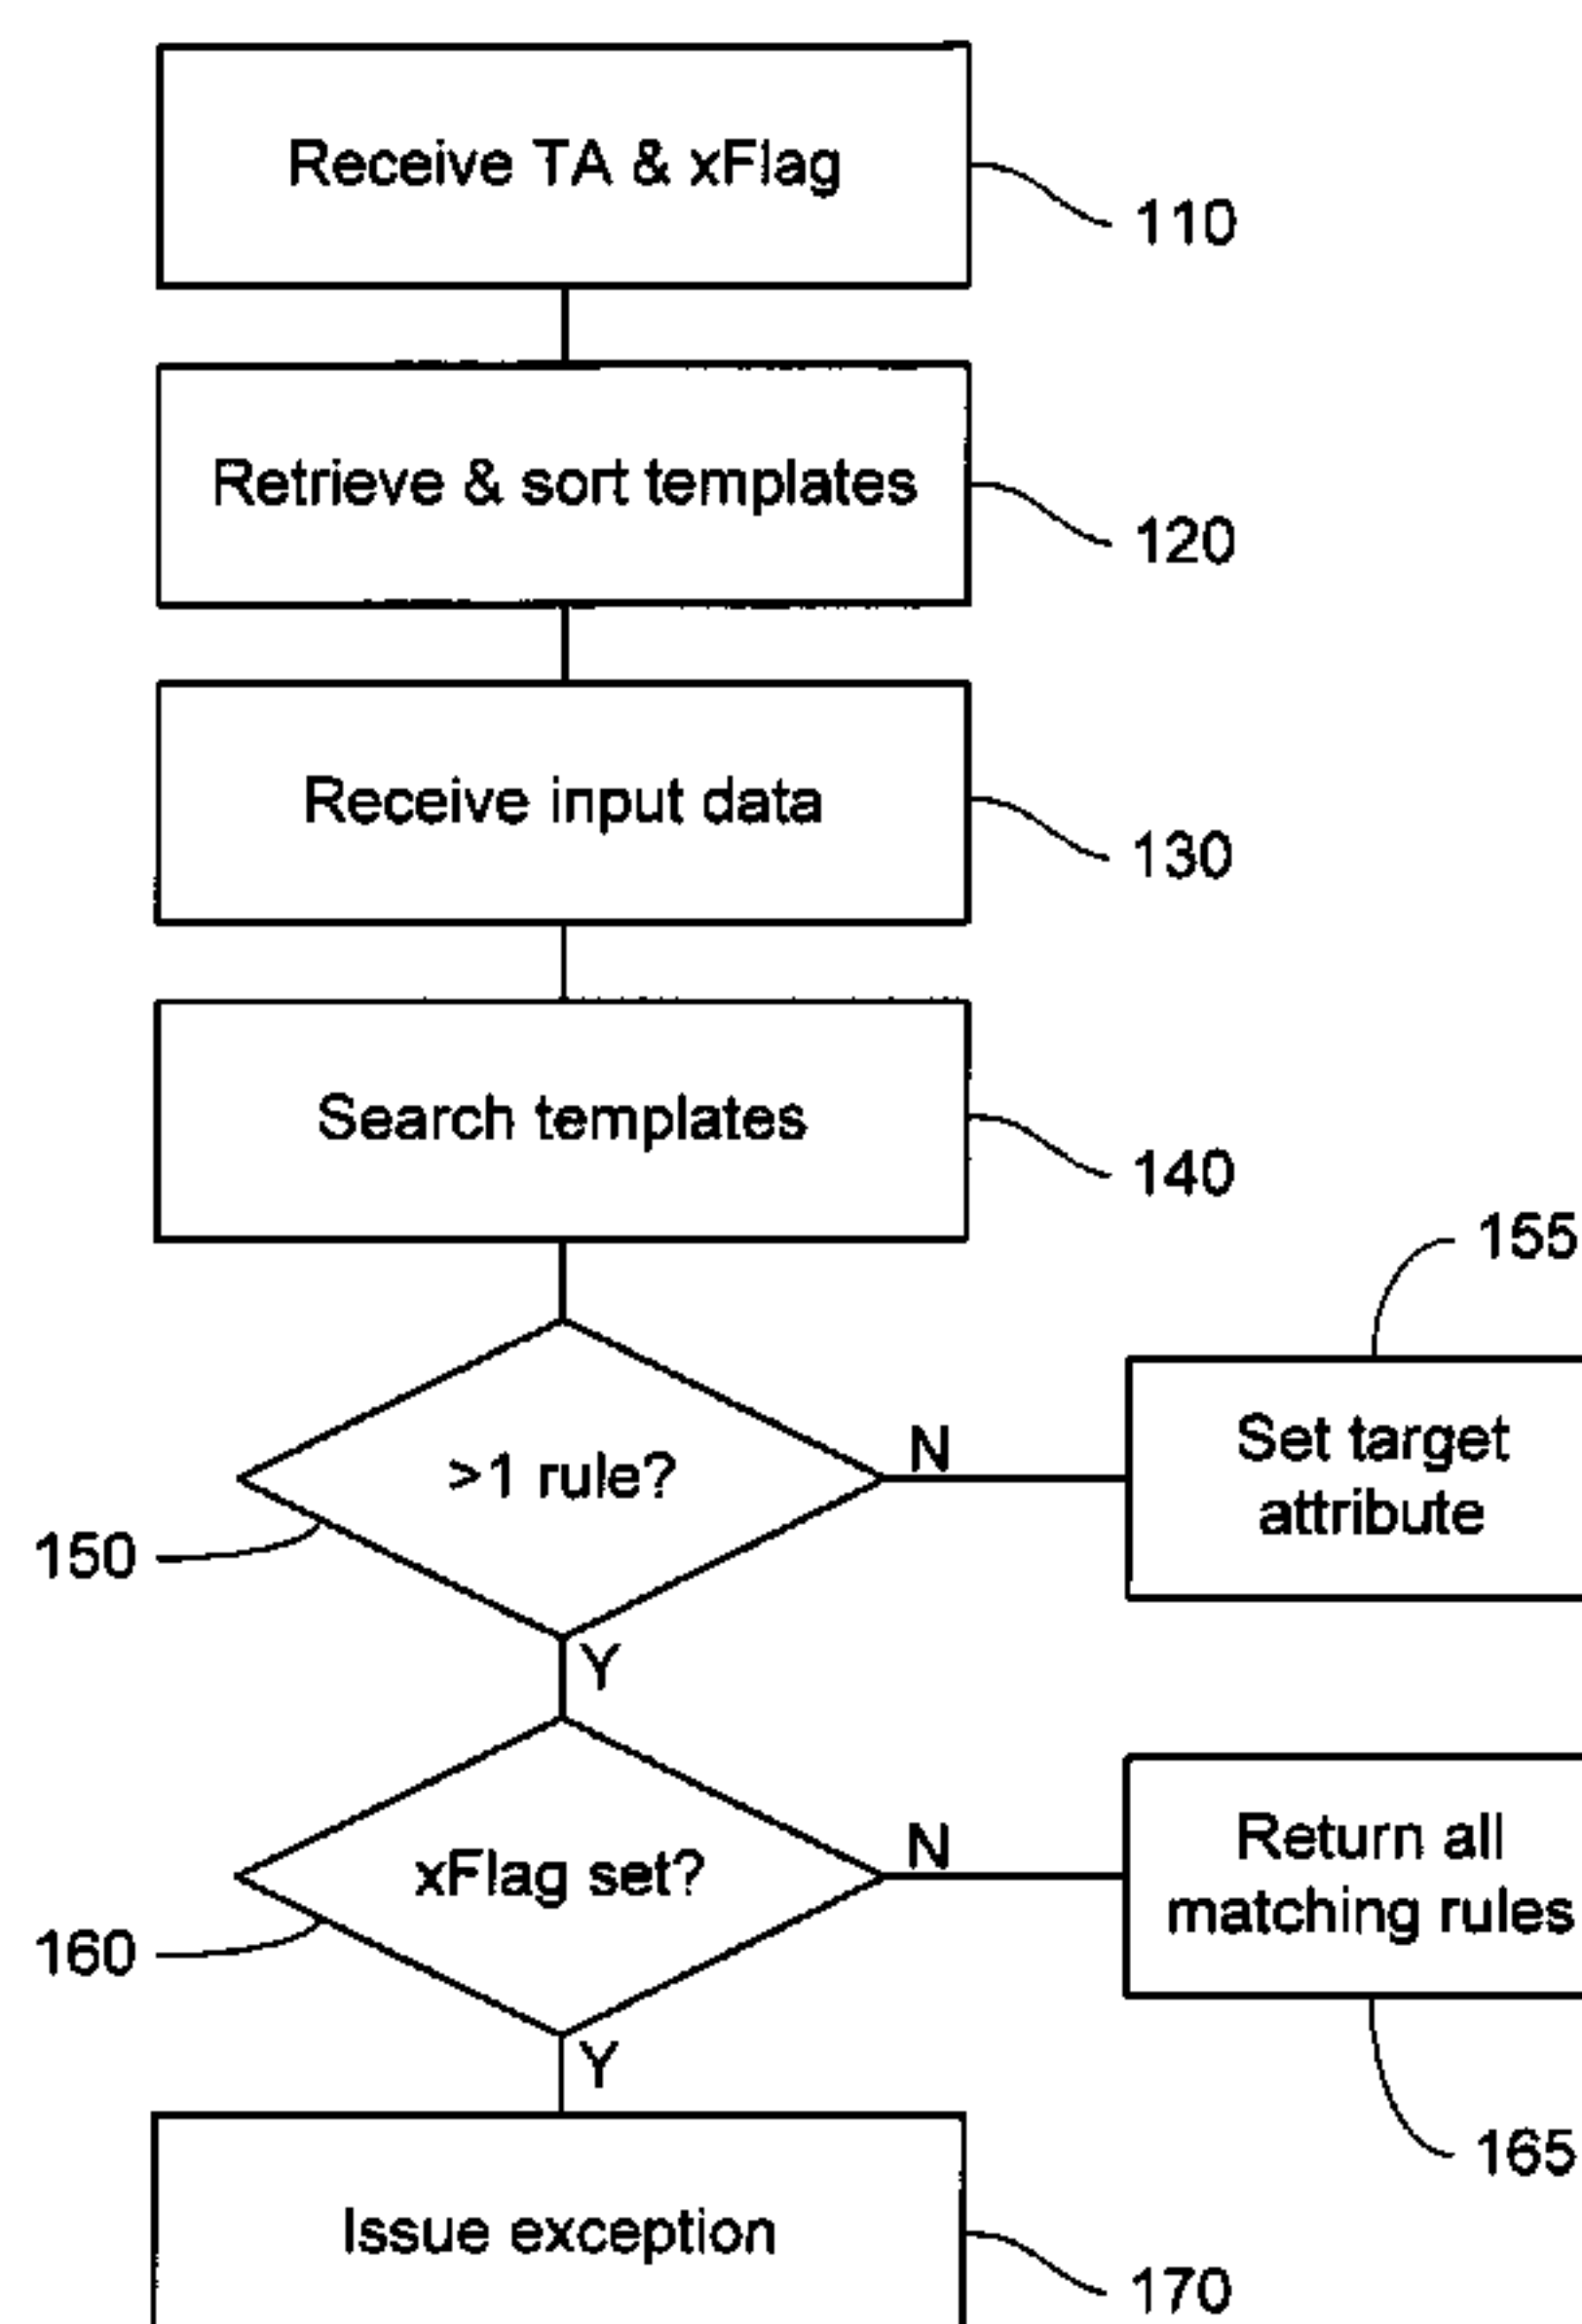 Receive TA & xFlag
110
Retrieve & sort templates
120
Receive input data
130
Search templates
140
155
>1 rule?
N
Set target
attribute
150
Y
xFlag set?
N
Return all
matching rules
160
Y
165
Issue exception
170